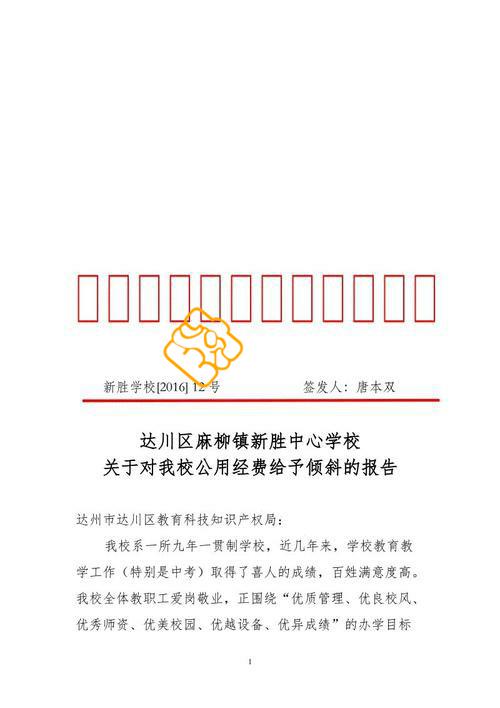 新胜学校[2016] 12号 签发人：唐本双
达川区麻柳镇新胜中心学校
关于对我校公用经费给予倾斜的报告
达州市达川区教育科技知识产权局：
我校系一所九年一贯制学校，近几年来，学校教育教
学工作（特别是中考）取得了喜人的成绩，百姓满意度高。
我校全体教职工爱岗敬业，正围绕“优质管理、优良校风、
优秀师资、优美校园、优越设备、优异成绩”的办学目标
1